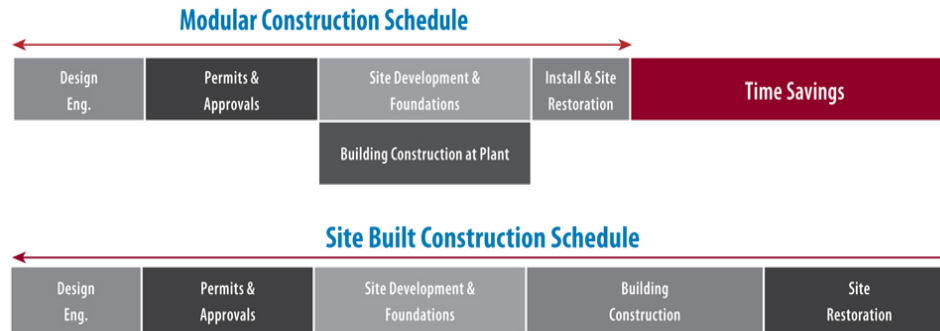 Modular Construction Schedule
Design
Eng.
Permits &
Approvals
Site Development &
Foundations
Install & Site
Restoration
Time Savings
Building Construction at Plant
Site Built Construction Schedule
Design
Eng.
Permits &
Approvals
Site Development &
Foundations
Building
Construction
Site
Restoration